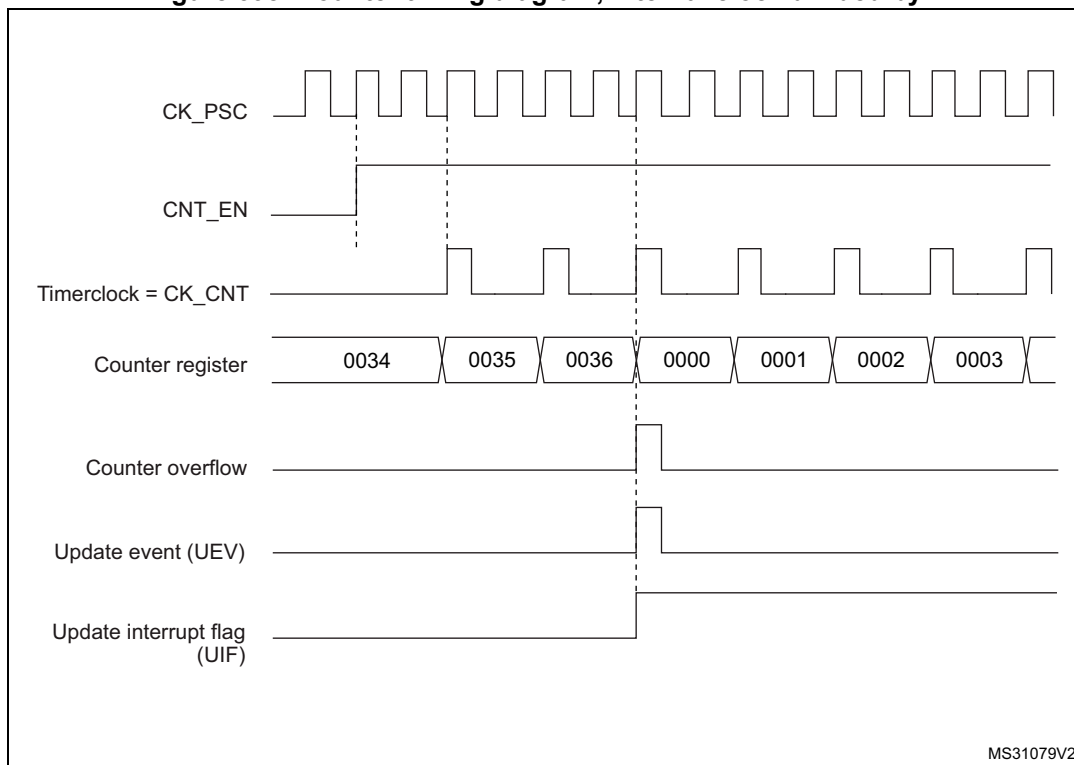 CK_PSC
CNT_EN
Timerclock = CK_CNT
Counter register
0034 0035 0036 0000 0001 0002 0003
Counter overflow
Update event (UEV)
Update interrupt flag
(UIF)
MS31079V2